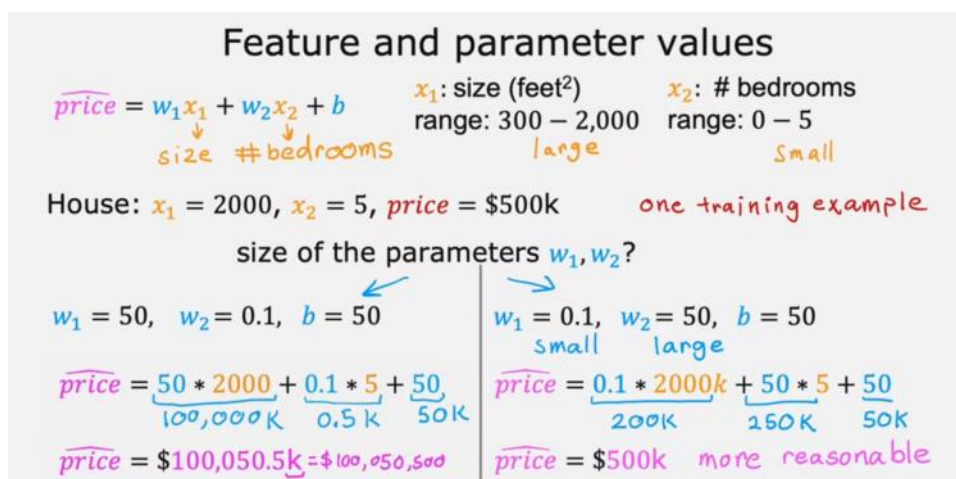 Feature and parameter values
price = w₁x₁ + w₂x₂ + b
size #bedrooms
x₁: size (feet²)
range: 300 – 2,000
large
x₂: # bedrooms
range: 0 – 5
small
House: x₁ = 2000, x₂ = 5, price = $500k
one training example
size of the parameters w₁, w₂?
w₁ = 50, w₂ = 0.1, b = 50
price = 50 * 2000 + 0.1 * 5 + 50
100,000K 0.5K 50K
price = $100,050.5k = $100,050,500
w₁ = 0.1, w₂ = 50, b = 50
small large
price = 0.1 * 2000k + 50 * 5 + 50
200K 250K 50K
price = $500k more reasonable